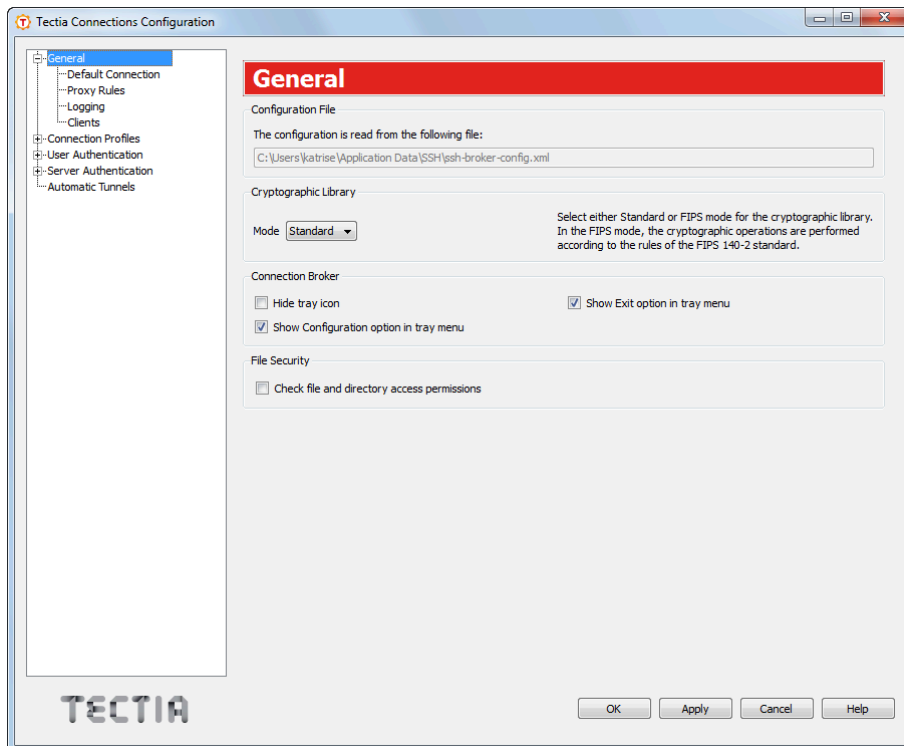 Tectia Connections Configuration
General
Default Connection
Proxy Rules
Logging
Clients
Connection Profiles
User Authentication
Server Authentication
Automatic Tunnels
General
Configuration File
The configuration is read from the following file:
C:\Users\katrise\Application Data\SSH\ssh-broker-config.xml
Cryptographic Library
Mode Standard
Select either Standard or FIPS mode for the cryptographic library.
In the FIPS mode, the cryptographic operations are performed
according to the rules of the FIPS 140-2 standard.
Connection Broker
Hide tray icon Show Exit option in tray menu
Show Configuration option in tray menu
File Security
Check file and directory access permissions
TECTIA
OK Apply Cancel Help